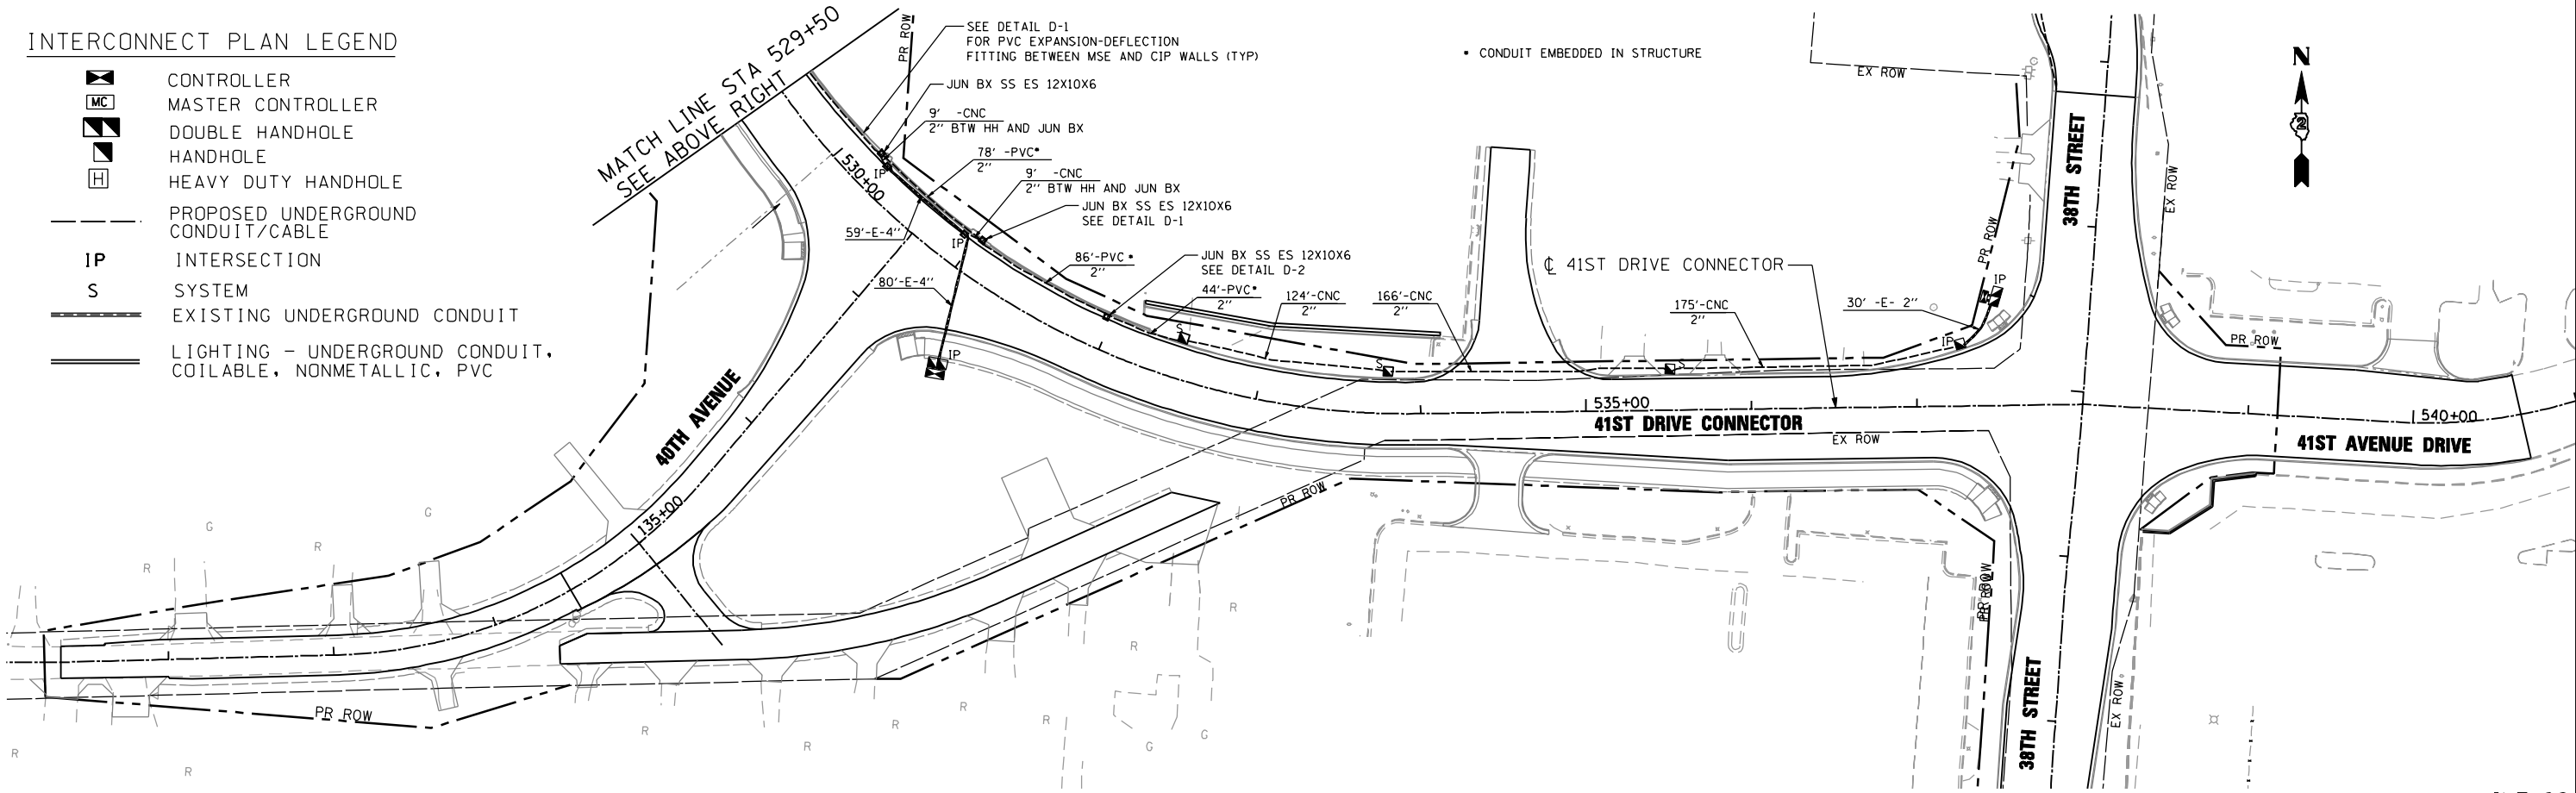 INTERCONNECT PLAN LEGEND
CONTROLLER
MC MASTER CONTROLLER
DOUBLE HANDHOLE
HANDHOLE
H HEAVY DUTY HANDHOLE
PROPOSED UNDERGROUND
CONDUIT/CABLE
IP INTERSECTION
S SYSTEM
EXISTING UNDERGROUND CONDUIT
LIGHTING - UNDERGROUND CONDUIT,
COILABLE, NONMETALLIC, PVC
MATCH LINE STA 529+50
SEE ABOVE RIGHT
PR ROW
SEE DETAIL D-1
FOR PVC EXPANSION-DEFLECTION
FITTING BETWEEN MSE AND CIP WALLS (TYP)
JUN BX SS ES 12X10X6
9' -CNC
2" BTW HH AND JUN BX
78' -PVC*
2"
9' -CNC
2" BTW HH AND JUN BX
JUN BX SS ES 12X10X6
SEE DETAIL D-1
* CONDUIT EMBEDDED IN STRUCTURE
EX ROW
N
2
38TH STREET
EX ROW
PR ROW
530+00
IP
59'-E-4"
IP
80'-E-4"
IP
86'-PVC *
2"
JUN BX SS ES 12X10X6
SEE DETAIL D-2
44'-PVC*
2"
124'-CNC
2"
166'-CNC
2"
S
S
S
℄ 41ST DRIVE CONNECTOR
175'-CNC
2"
30' -E- 2"
IP
IP
PR ROW
535+00
41ST DRIVE CONNECTOR
EX ROW
540+00
41ST AVENUE DRIVE
40TH AVENUE
135+00
PR ROW
PR ROW
PR ROW
38TH STREET
EX ROW
G
G
R
R
R
R
R
R
R
R
R
R
R
G
G